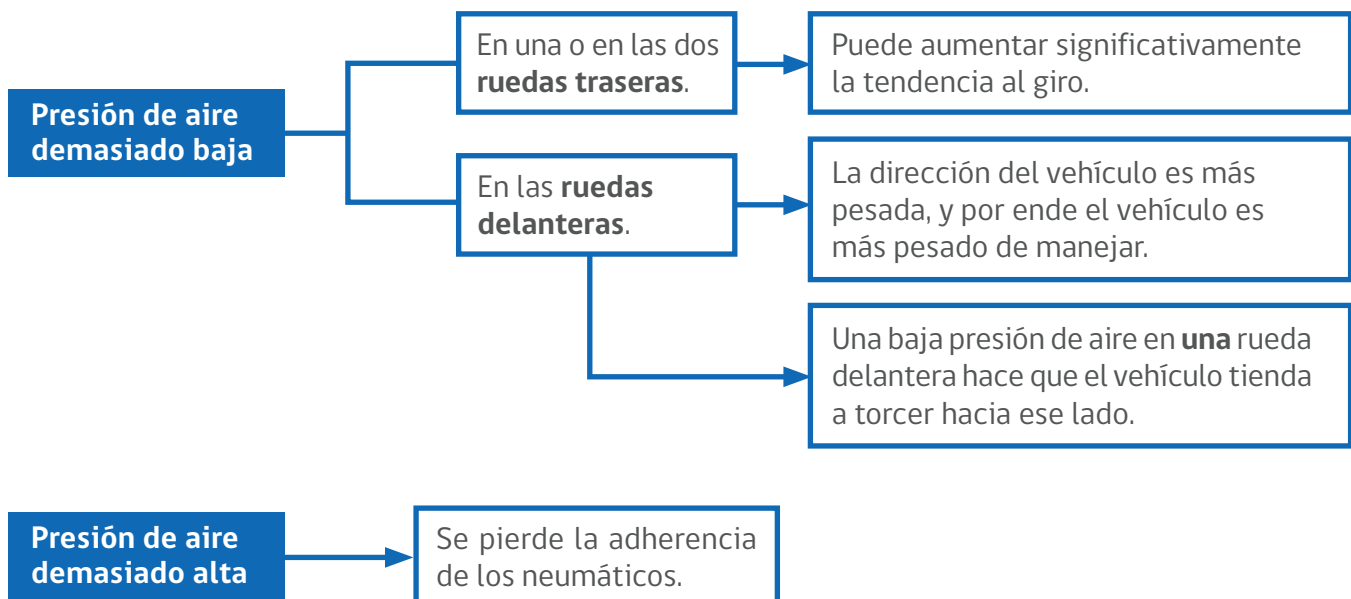 Presión de aire
demasiado baja
En una o en las dos
ruedas traseras.
Puede aumentar significativamente
la tendencia al giro.
En las ruedas
delanteras.
La dirección del vehículo es más
pesada, y por ende el vehículo es
más pesado de manejar.
Una baja presión de aire en una rueda
delantera hace que el vehículo tienda
a torcer hacia ese lado.
Presión de aire
demasiado alta
Se pierde la adherencia
de los neumáticos.